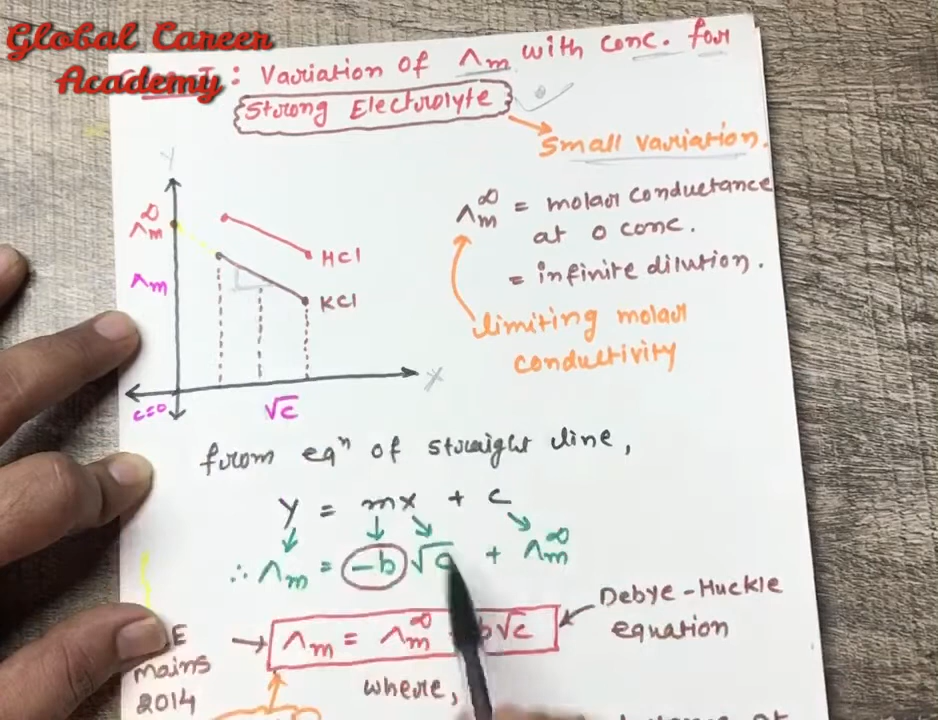 Global Career
Academy
: Variation of Λm with conc. for
Strong Electrolyte
Small variation.
Y
Λm∞
Λm
HCl
KCl
X
c=0
√c
Λm∞ = molar conductance
at 0 conc.
= infinite dilution.
limiting molar
conductivity
from eqn of straight line,
y = mx + c
∴ Λm = -b √c + Λm∞
Λm = Λm∞ b√c
Debye-Huckle
equation
Mains
2014
where,